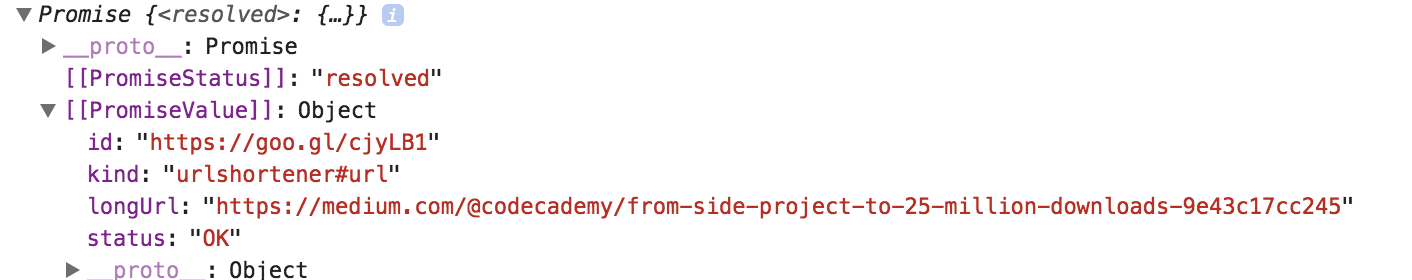 ▼ Promise {<resolved>: {…}} i
▶ __proto__: Promise
[[PromiseStatus]]: "resolved"
▼ [[PromiseValue]]: Object
id: "https://goo.gl/cjyLB1"
kind: "urlshortener#url"
longUrl: "https://medium.com/@codecademy/from-side-project-to-25-million-downloads-9e43c17cc245"
status: "OK"
▶ __proto__: Object